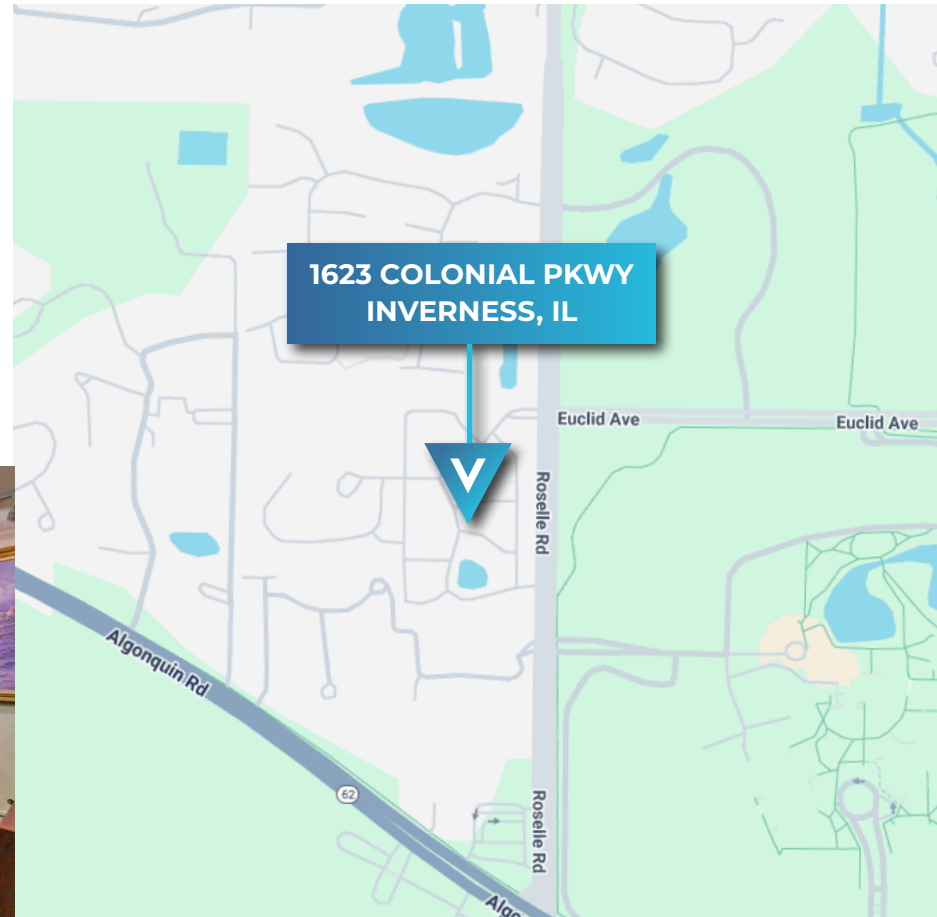 1623 COLONIAL PKWY
INVERNESS, IL
Euclid Ave
Euclid Ave
V
Roselle Rd
Algonquin Rd
62
Roselle Rd